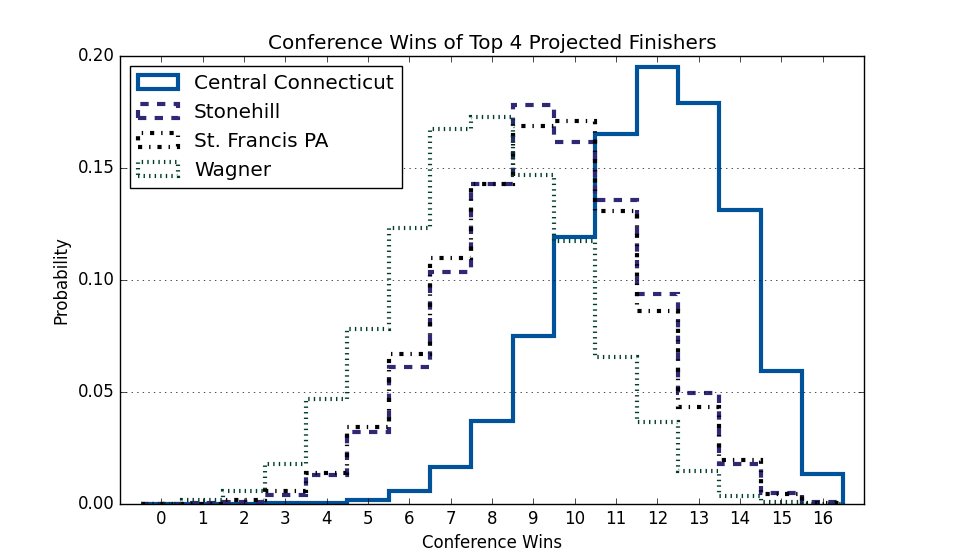 Conference Wins of Top 4 Projected Finishers
0.20
Central Connecticut
Stonehill
St. Francis PA
Wagner
0.15
0.10
0.05
0.00
Probability
0 1 2 3 4 5 6 7 8 9 10 11 12 13 14 15 16
Conference Wins